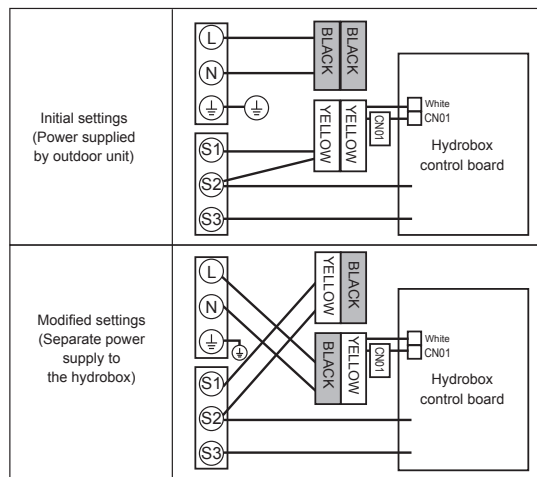 Initial settings
(Power supplied
by outdoor unit)
L
N
S1
S2
S3
BLACK
BLACK
YELLOW
YELLOW
CN01
White
CN01
Hydrobox
control board
Modified settings
(Separate power
supply to
the hydrobox)
L
N
S1
S2
S3
YELLOW
BLACK
BLACK
YELLOW
CN01
White
CN01
Hydrobox
control board